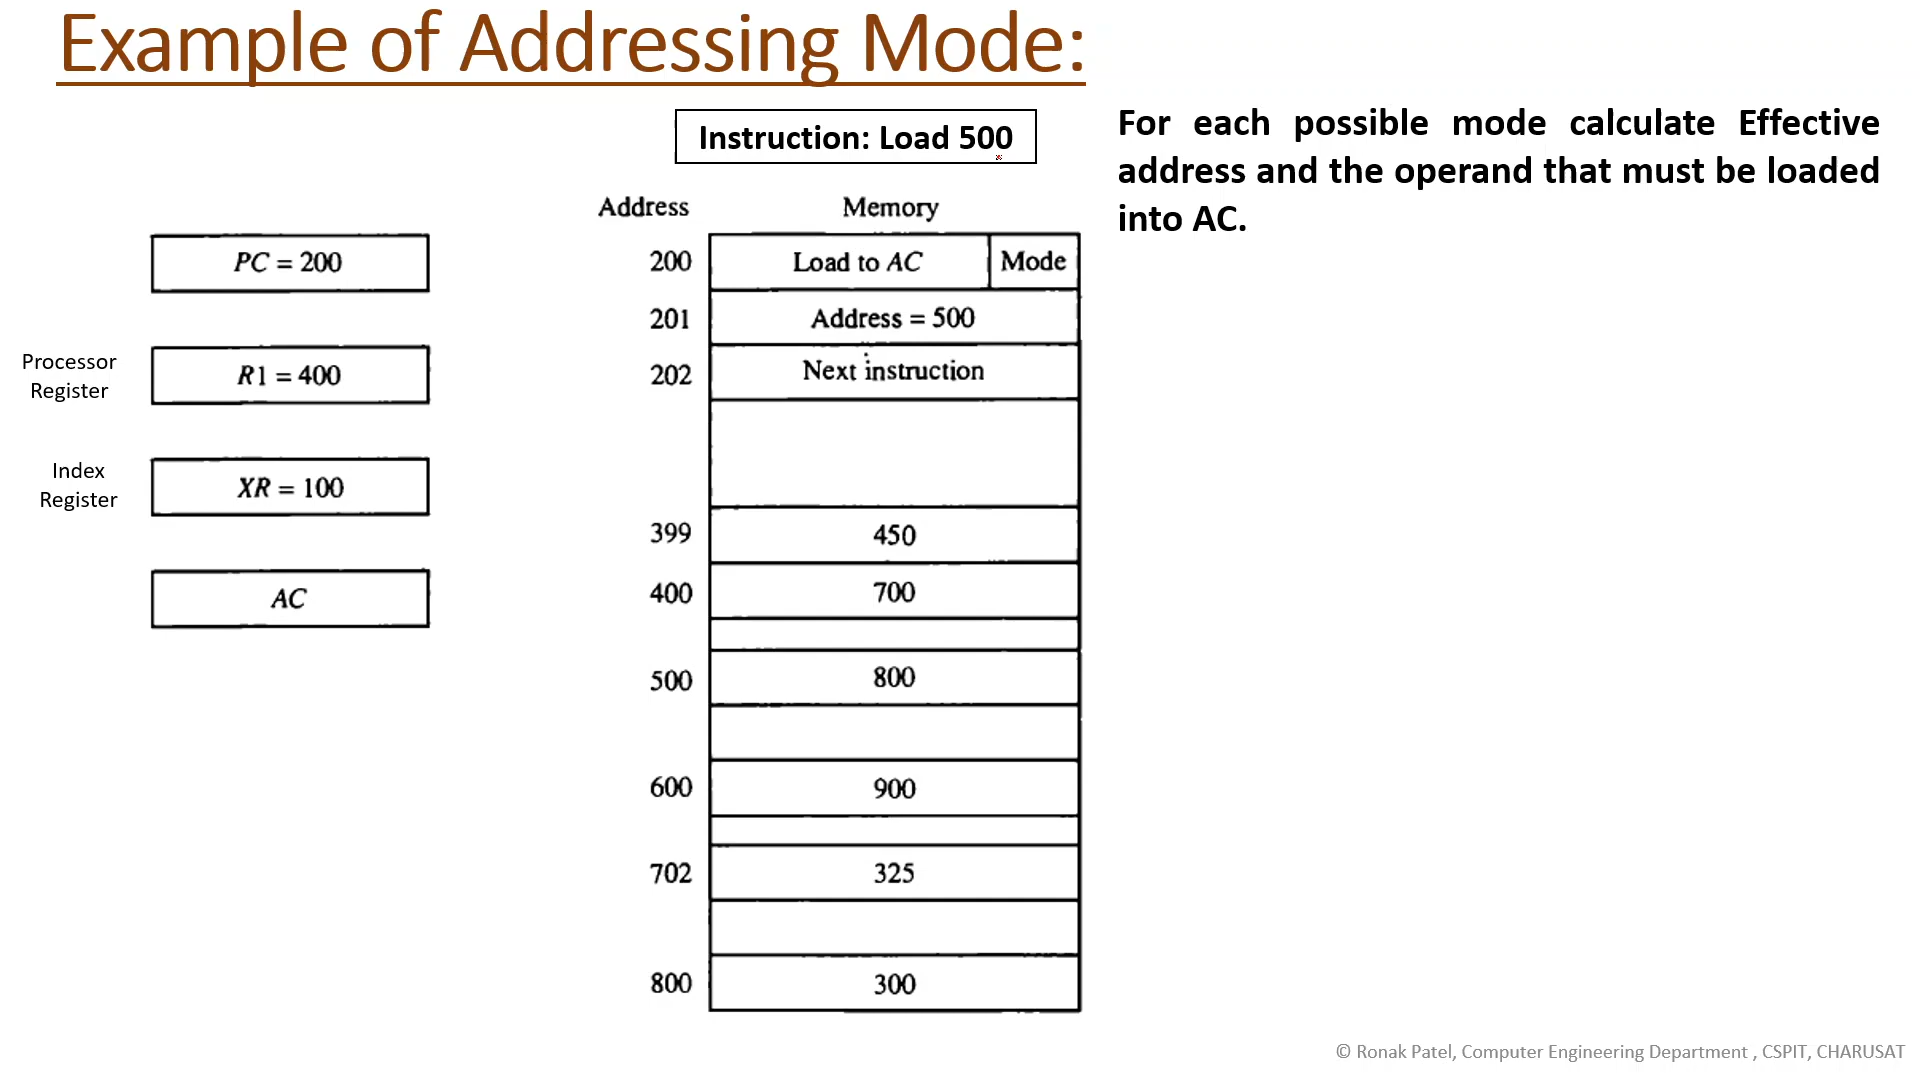 Example of Addressing Mode:
Instruction: Load 500
For each possible mode calculate Effective
address and the operand that must be loaded
into AC.
Address Memory
PC = 200
200 Load to AC Mode
201 Address = 500
Processor
Register
R1 = 400
202 Next instruction
Index
Register
XR = 100
399 450
400 700
AC
500 800
600 900
702 325
800 300
© Ronak Patel, Computer Engineering Department , CSPIT, CHARUSAT